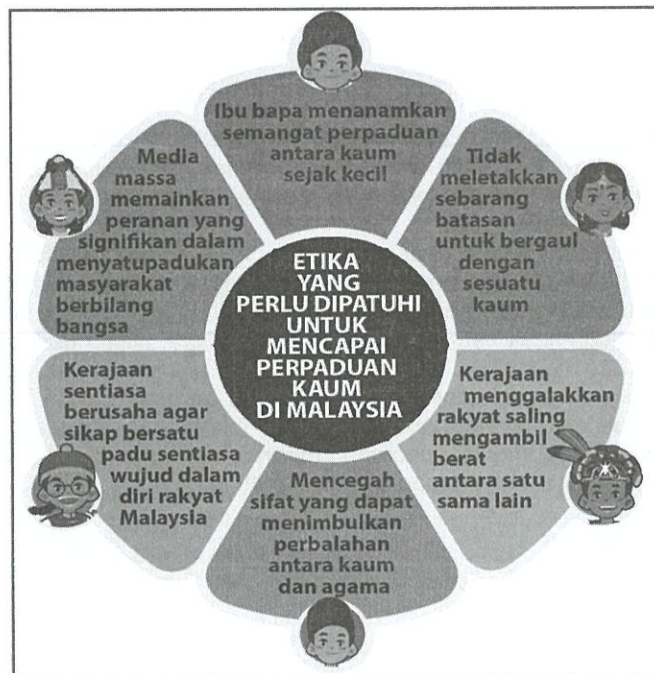 Ibu bapa menanamkan
semangat perpaduan
antara kaum
sejak kecil
Tidak
meletakkan
sebarang
batasan
untuk bergaul
dengan
sesuatu
kaum
Kerajaan
menggalakkan
rakyat saling
mengambil
berat
antara satu
sama lain
Mencegah
sifat yang dapat
menimbulkan
perbalahan
antara kaum
dan agama
Kerajaan
sentiasa
berusaha agar
sikap bersatu
padu sentiasa
wujud dalam
diri rakyat
Malaysia
Media
massa
memainkan
peranan yang
signifikan dalam
menyatupadukan
masyarakat
berbilang
bangsa
ETIKA
YANG
PERLU DIPATUHI
UNTUK
MENCAPAI
PERPADUAN
KAUM
DI MALAYSIA